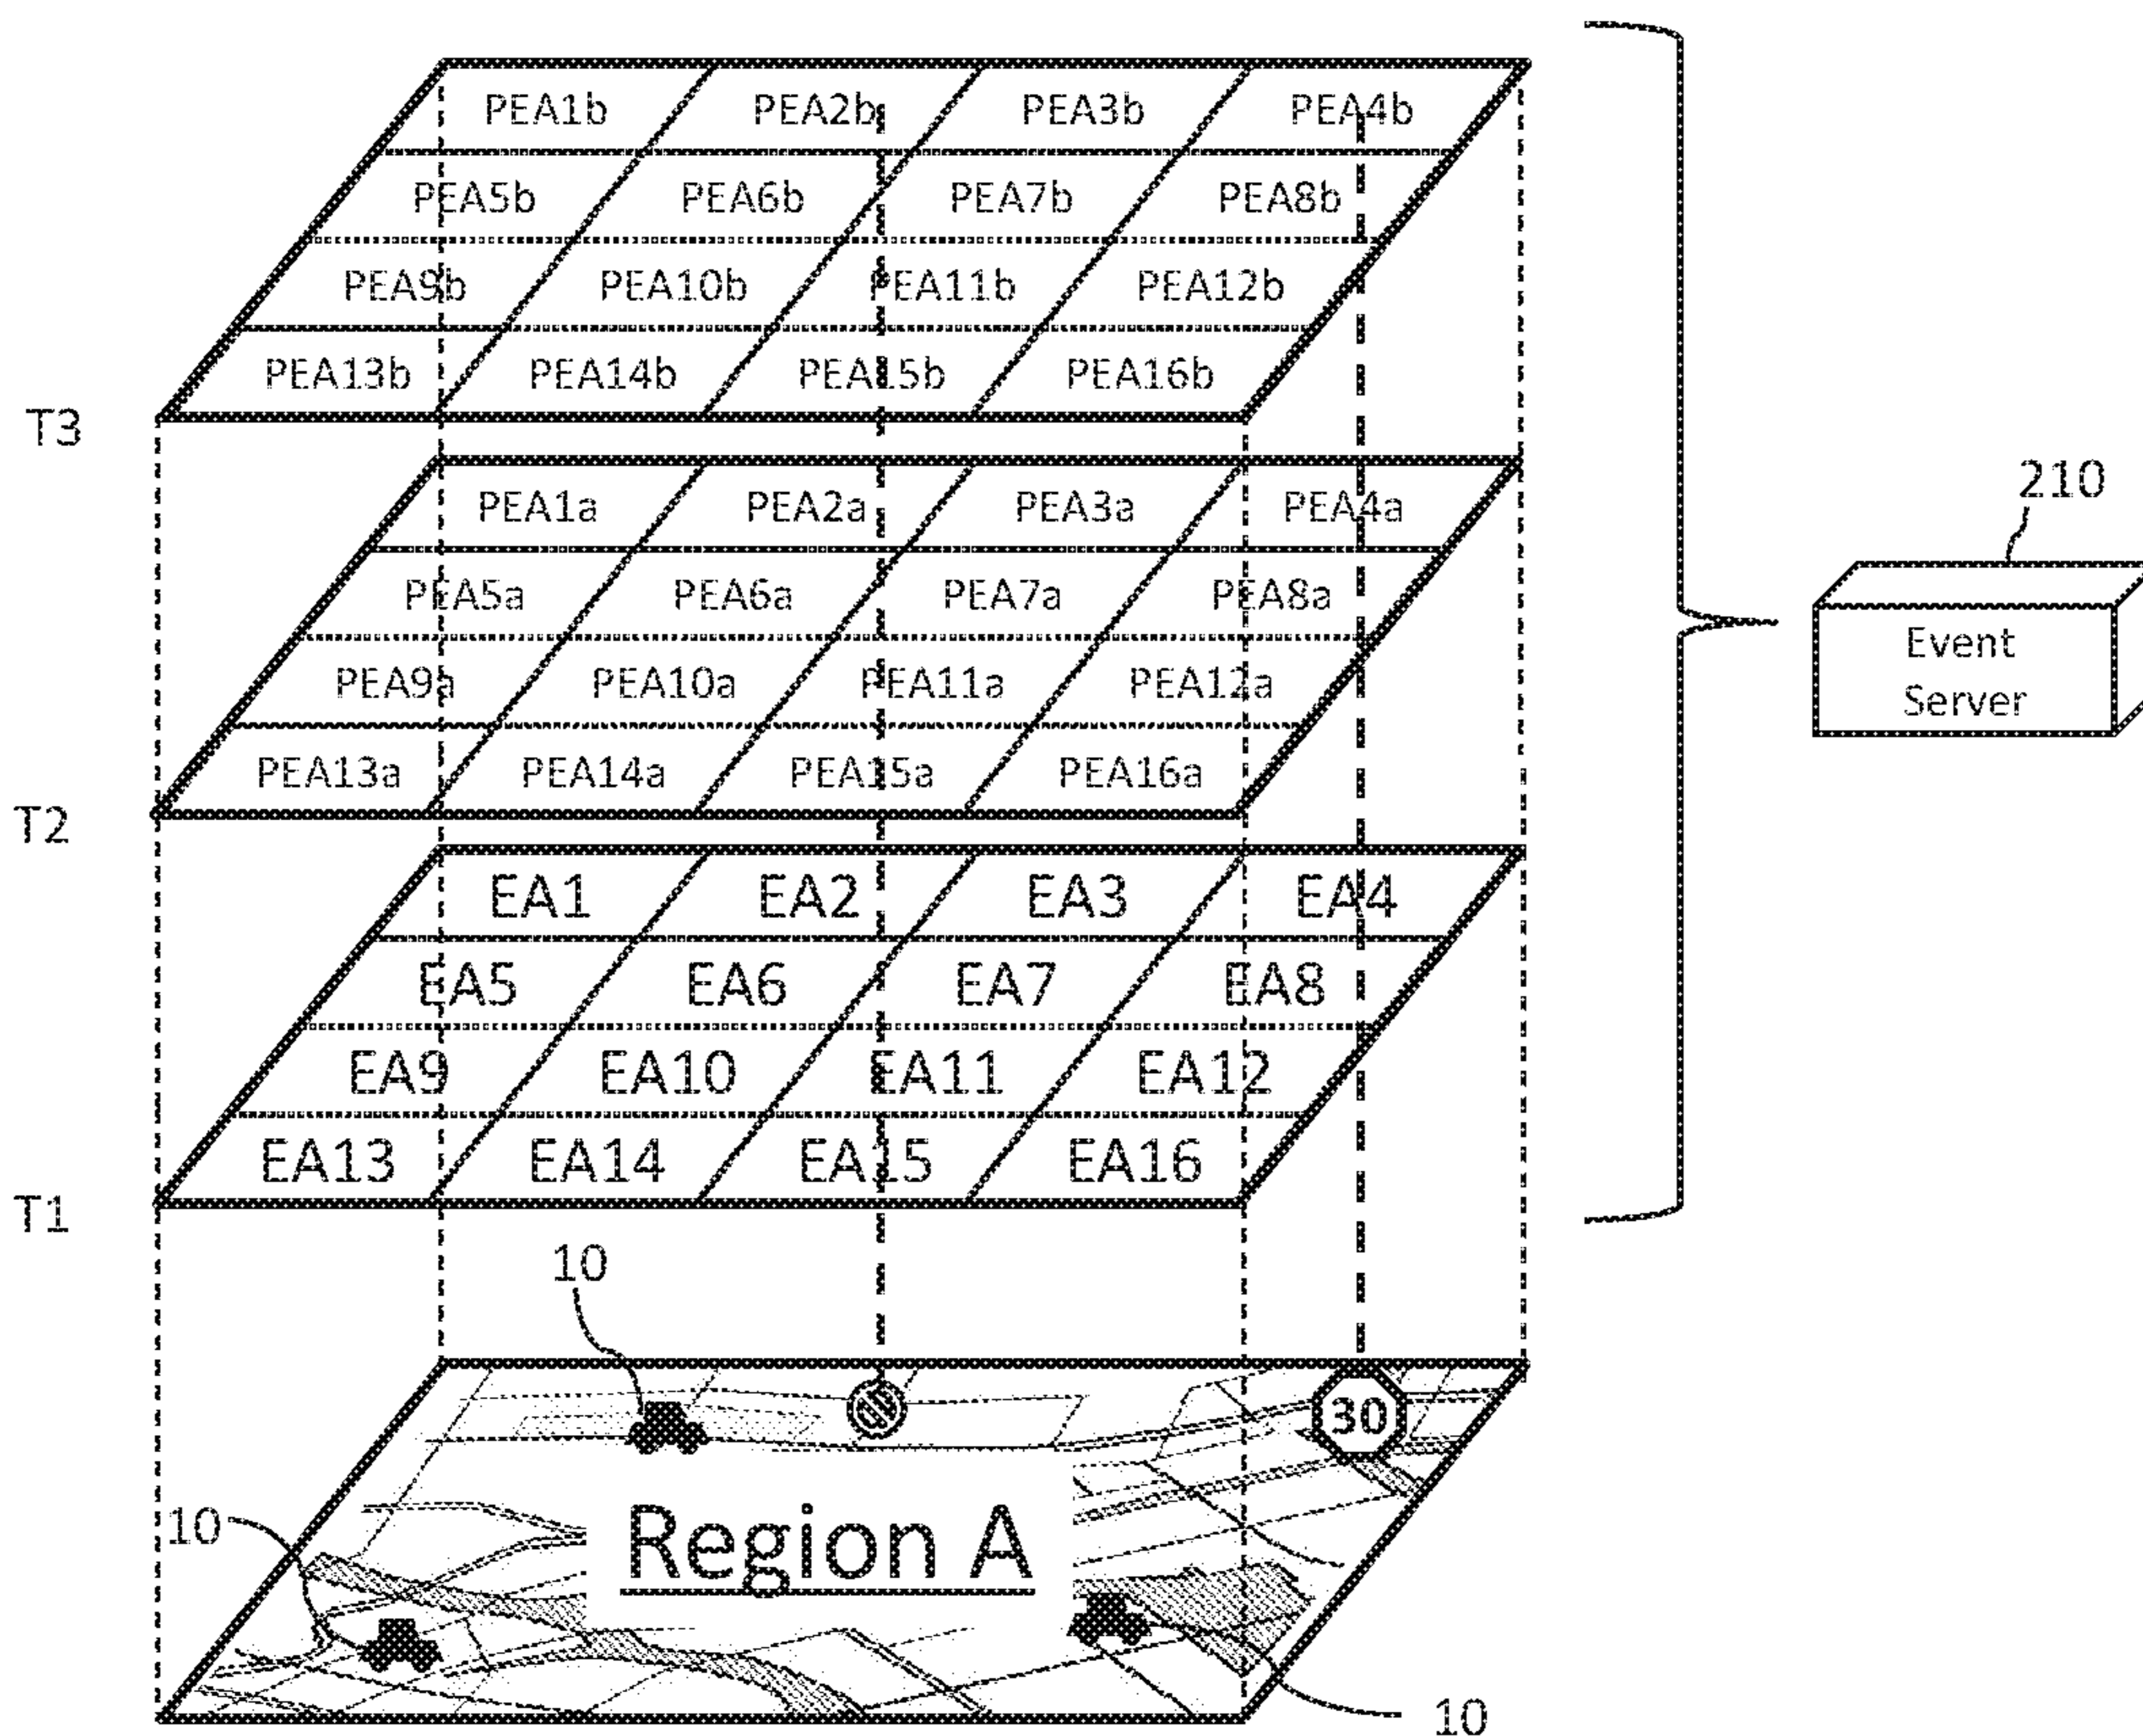 PEA1b PEA2b PEA3b PEA4b
PEA5b PEA6b PEA7b PEA8b
PEA9b PEA10b PEA11b PEA12b
PEA13b PEA14b PEA15b PEA16b
T3
PEA1a PEA2a PEA3a PEA4a
PEA5a PEA6a PEA7a PEA8a
PEA9a PEA10a PEA11a PEA12a
PEA13a PEA14a PEA15a PEA16a
T2
EA1 EA2 EA3 EA4
EA5 EA6 EA7 EA8
EA9 EA10 EA11 EA12
EA13 EA14 EA15 EA16
T1
210
Event
Server
10
30
10
Region A
10